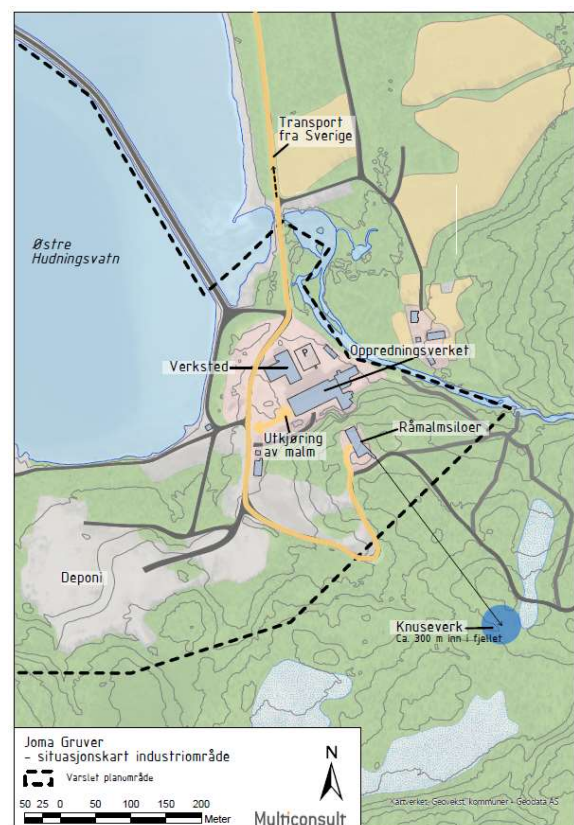 Transport
fra Sverige
Østre
Hudningsvatn
P
Oppredningsverket
Verksted
Råmalmsiloer
Utkjøring
av malm
Deponi
Knuseverk
Ca. 300 m inn i fjellet
Joma Gruver
- situasjonskart industriområde
Varslet planområde
N
50 25 0 50 100 150 200
Meter
Multiconsult
Kartverket, Geovekst, kommuner - Geodata AS